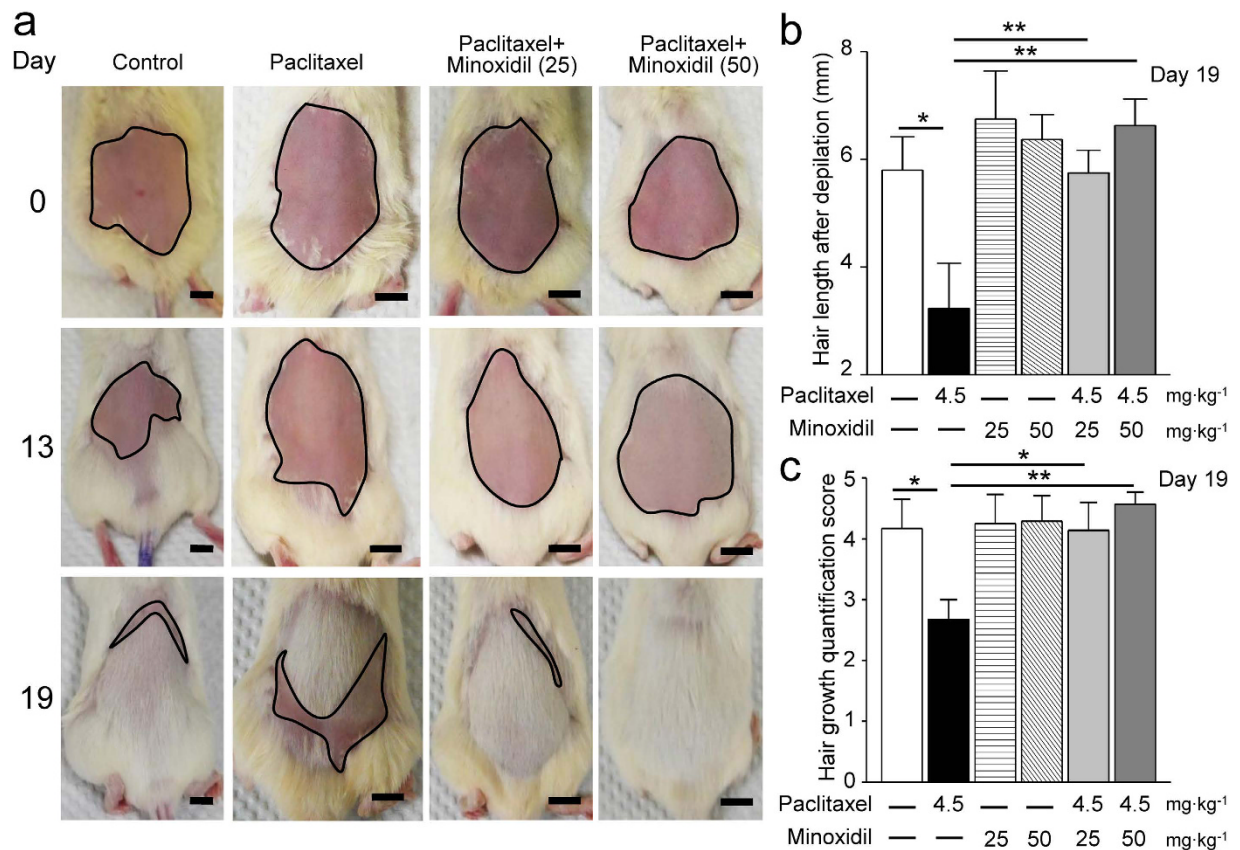 a
Day
Control
Paclitaxel
Paclitaxel+
Minoxidil (25)
Paclitaxel+
Minoxidil (50)
0
13
19
b
**
**
Day 19
*
Hair length after depilation (mm)
8
6
4
2
Paclitaxel — 4.5 — — 4.5 4.5 mg·kg⁻¹
Minoxidil — — 25 50 25 50 mg·kg⁻¹
c
*
**
Day 19
*
Hair growth quantification score
5
4
3
2
1
0
Paclitaxel — 4.5 — — 4.5 4.5 mg·kg⁻¹
Minoxidil — — 25 50 25 50 mg·kg⁻¹